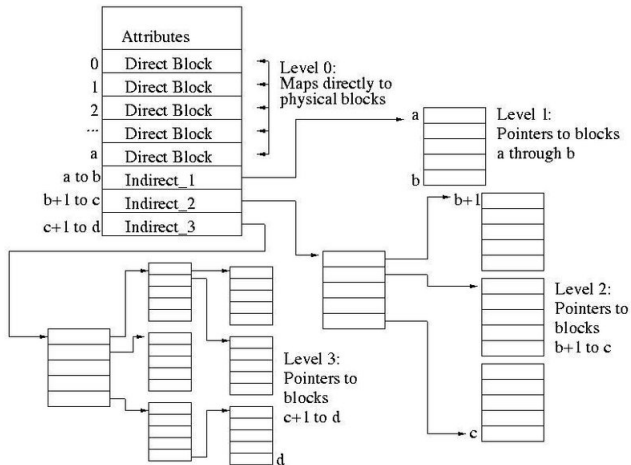 Attributes
0 Direct Block
1 Direct Block
2 Direct Block
... Direct Block
a Direct Block
a to b Indirect_1
b+1 to c Indirect_2
c+1 to d Indirect_3
Level 0:
Maps directly to
physical blocks
a
b
Level 1:
Pointers to blocks
a through b
b+1
c
Level 2:
Pointers to
blocks
b+1 to c
Level 3:
Pointers to
blocks
c+1 to d
d